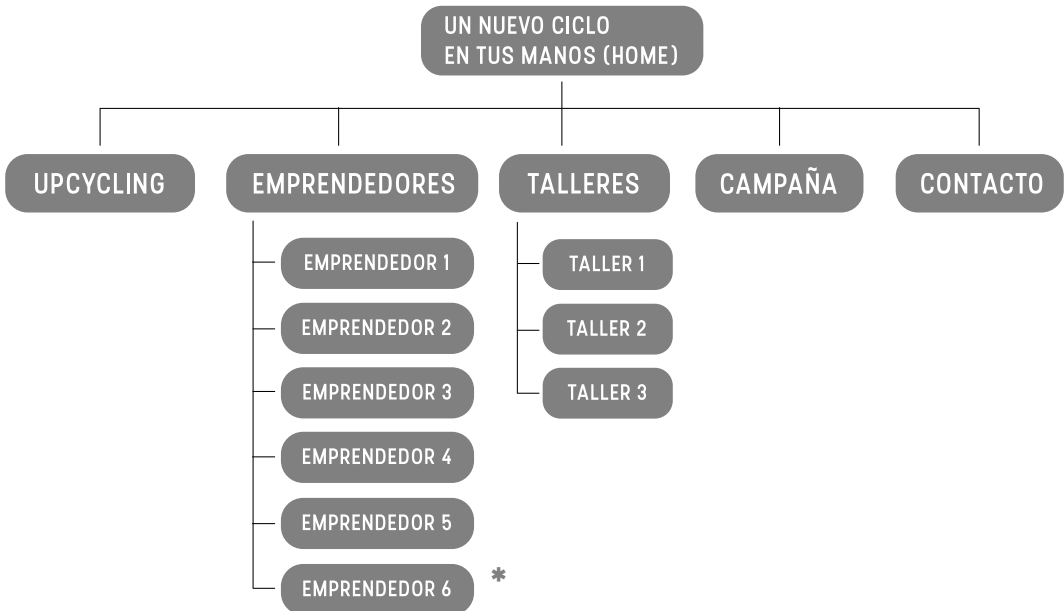 UN NUEVO CICLO
EN TUS MANOS (HOME)
UPCYCLING
EMPRENDEDORES
TALLERES
CAMPAÑA
CONTACTO
EMPRENDEDOR 1
EMPRENDEDOR 2
EMPRENDEDOR 3
EMPRENDEDOR 4
EMPRENDEDOR 5
EMPRENDEDOR 6 *
TALLER 1
TALLER 2
TALLER 3